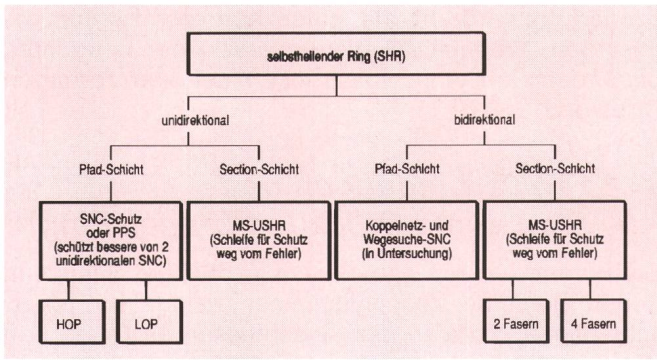 selbstheilender Ring (SHR)
unidirektional
bidirektional
Pfad-Schicht
Section-Schicht
Pfad-Schicht
Section-Schicht
SNC-Schutz
oder PPS
(schützt bessere von 2
unidirektionalen SNC)
MS-USHR
(Schleife für Schutz
weg vom Fehler)
Koppelnetz- und
Wegesuche-SNC
(in Untersuchung)
MS-USHR
(Schleife für Schutz
weg vom Fehler)
HOP
LOP
2 Fasern
4 Fasern